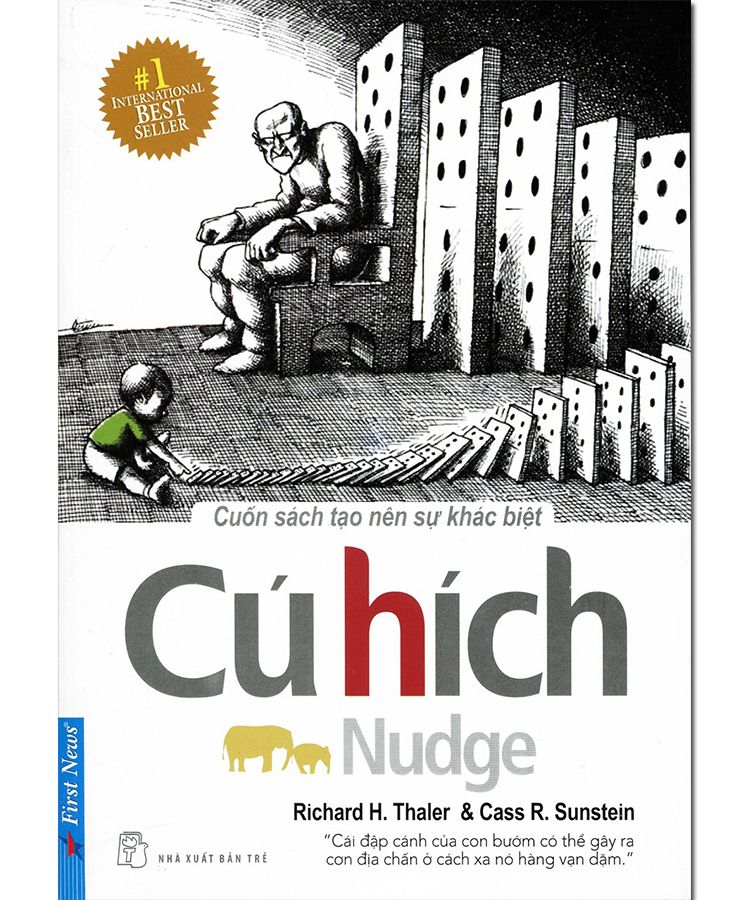 #1
INTERNATIONAL
BEST
SELLER
Cuốn sách tạo nên sự khác biệt
Cú hích
Nudge
Richard H. Thaler & Cass R. Sunstein
"Cái đập cánh của con bướm có thể gây ra
con địa chấn ở cách xa nó hàng vạn dặm."
First News®
NHÀ XUẤT BẢN TRẺ